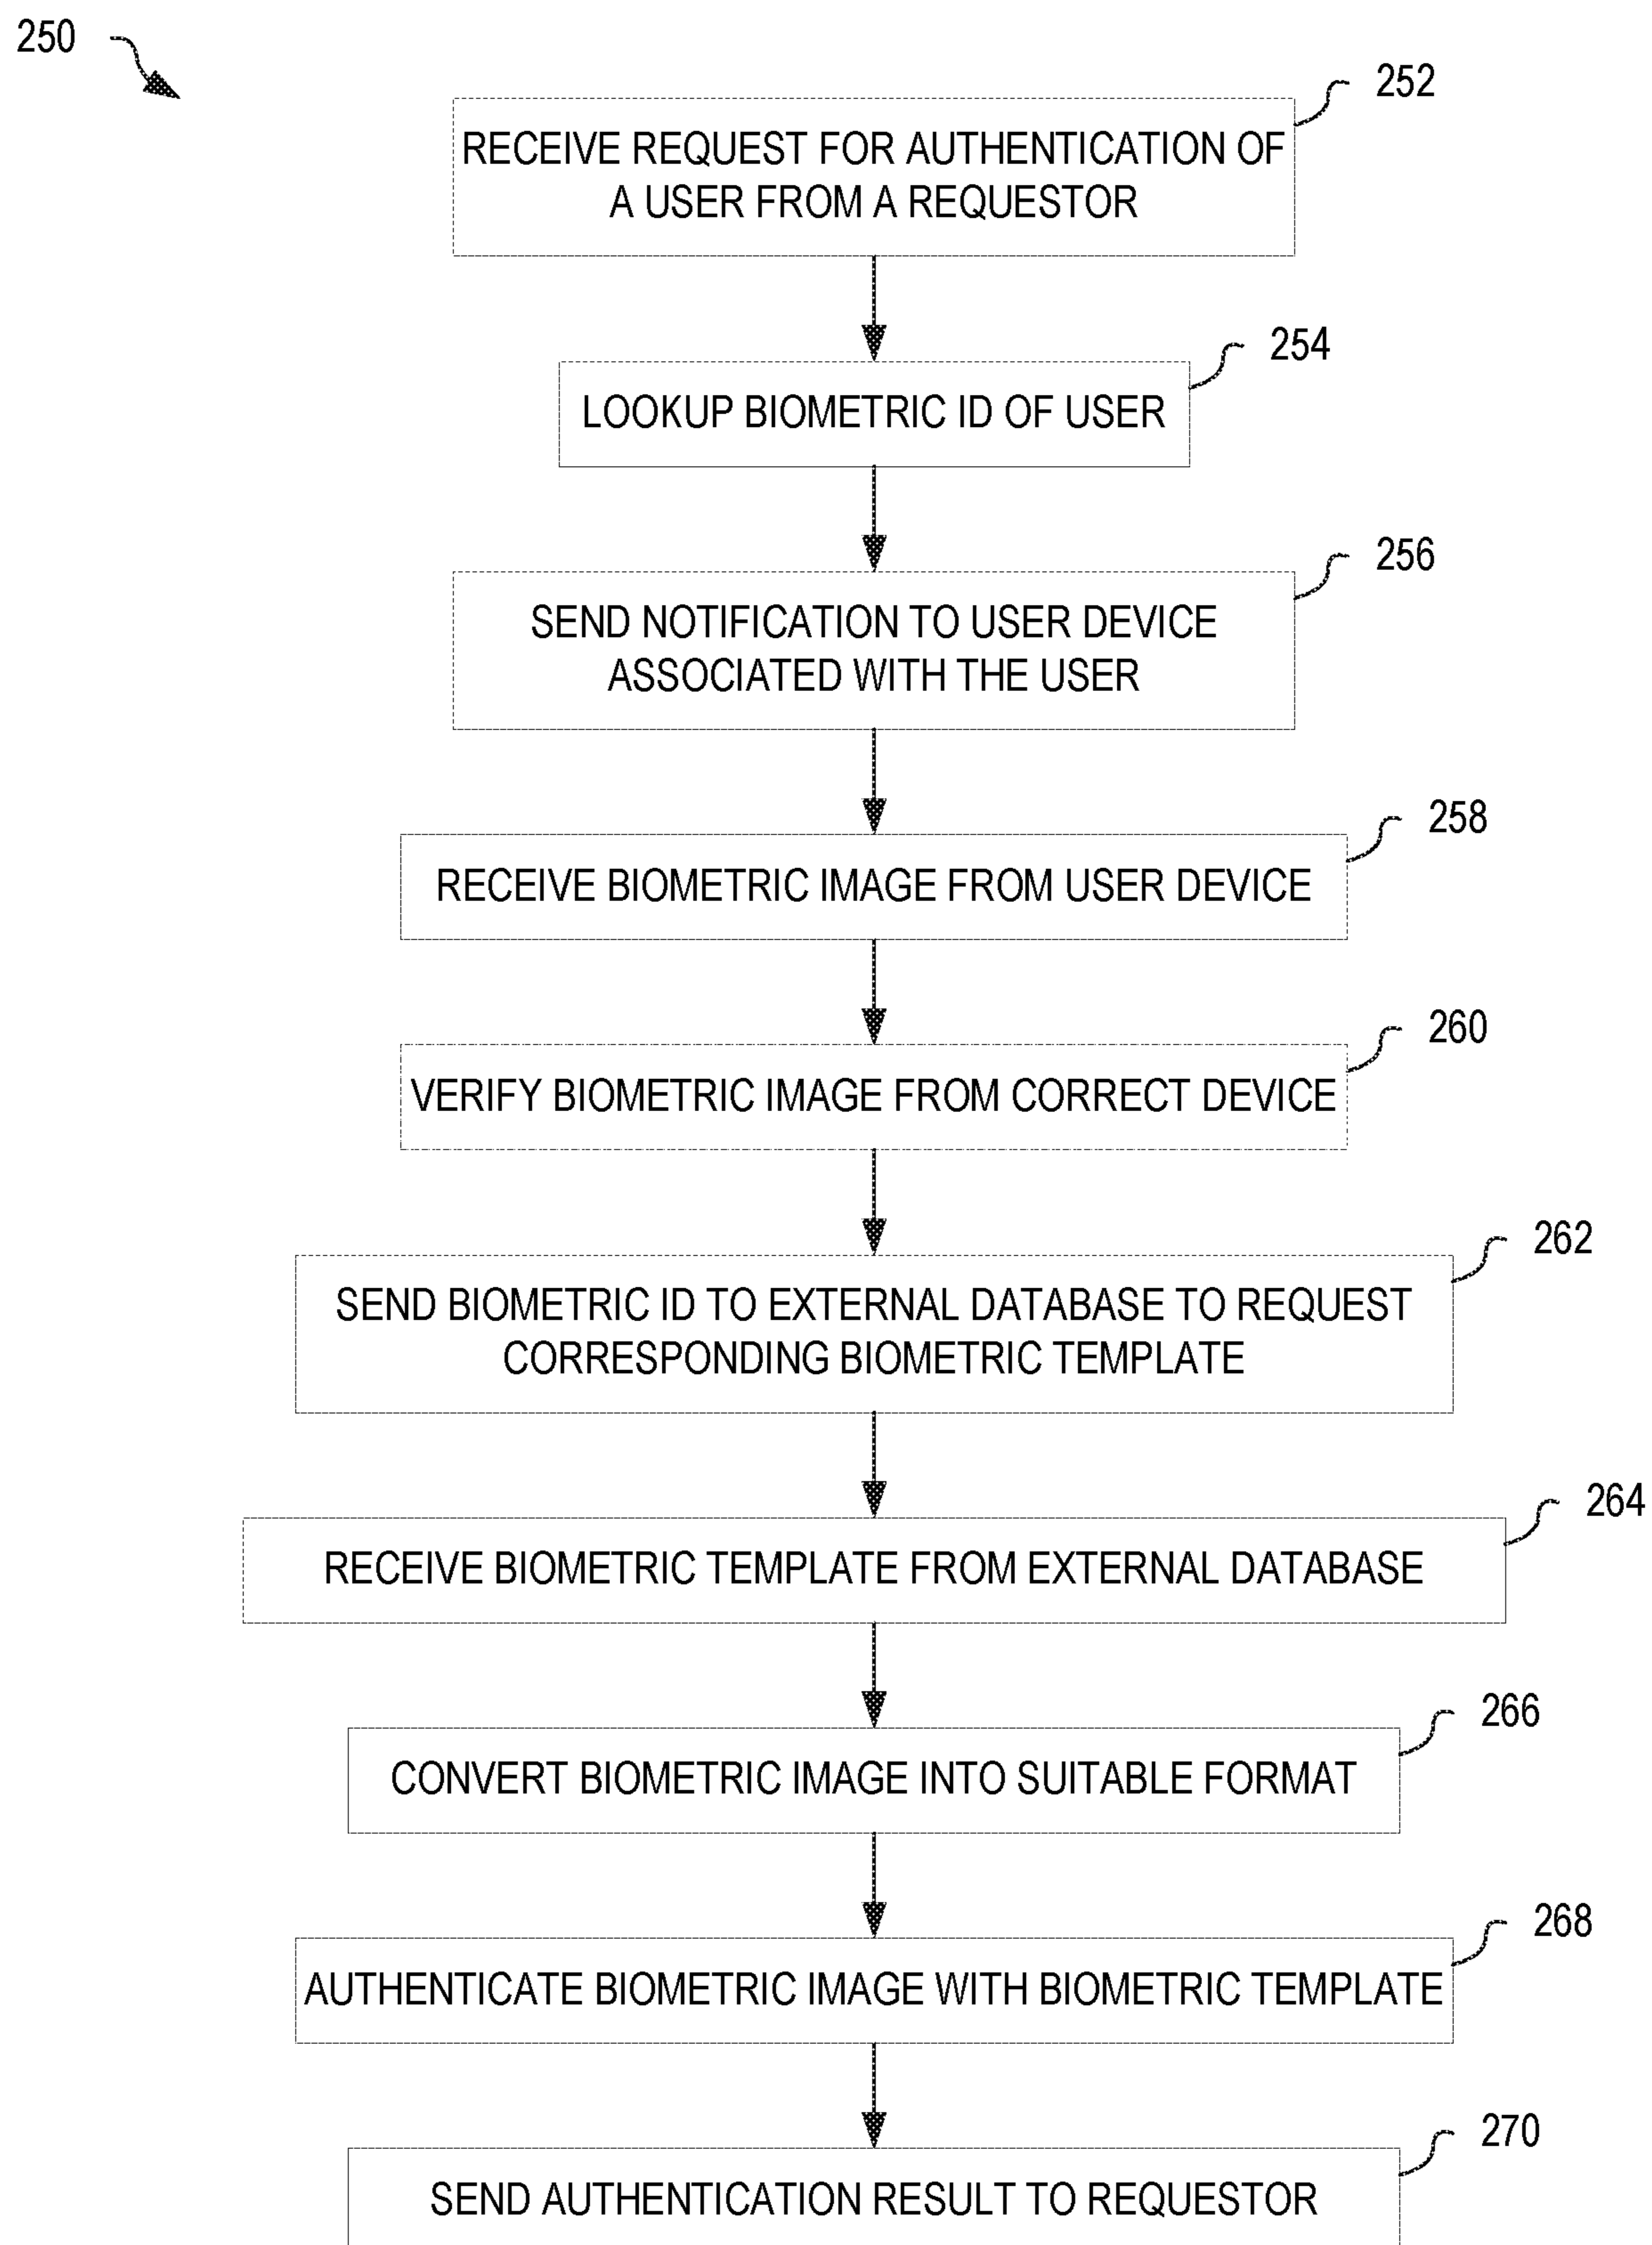 250
252
RECEIVE REQUEST FOR AUTHENTICATION OF
A USER FROM A REQUESTOR
254
LOOKUP BIOMETRIC ID OF USER
256
SEND NOTIFICATION TO USER DEVICE
ASSOCIATED WITH THE USER
258
RECEIVE BIOMETRIC IMAGE FROM USER DEVICE
260
VERIFY BIOMETRIC IMAGE FROM CORRECT DEVICE
262
SEND BIOMETRIC ID TO EXTERNAL DATABASE TO REQUEST
CORRESPONDING BIOMETRIC TEMPLATE
264
RECEIVE BIOMETRIC TEMPLATE FROM EXTERNAL DATABASE
266
CONVERT BIOMETRIC IMAGE INTO SUITABLE FORMAT
268
AUTHENTICATE BIOMETRIC IMAGE WITH BIOMETRIC TEMPLATE
270
SEND AUTHENTICATION RESULT TO REQUESTOR